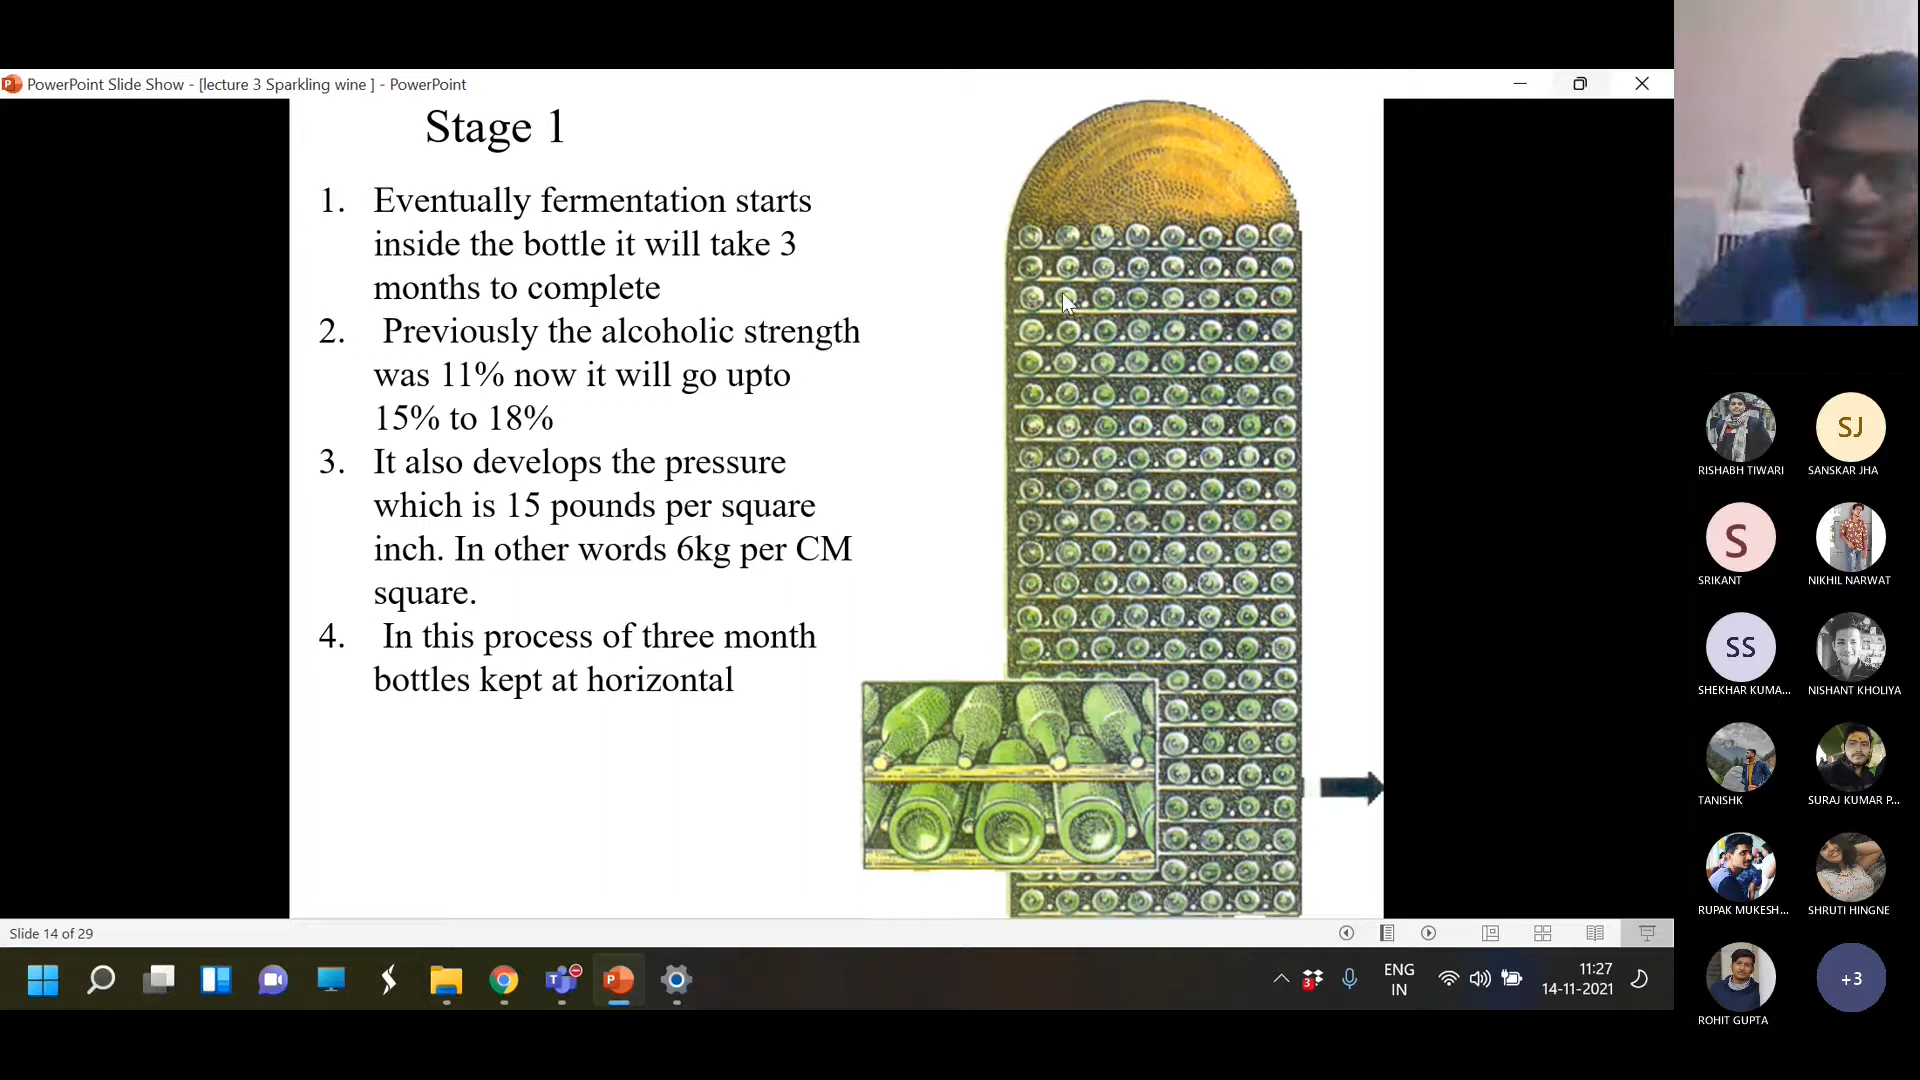 PowerPoint Slide Show - [lecture 3 Sparkling wine ] - PowerPoint
Stage 1
1. Eventually fermentation starts
inside the bottle it will take 3
months to complete
2. Previously the alcoholic strength
was 11% now it will go upto
15% to 18%
3. It also develops the pressure
which is 15 pounds per square
inch. In other words 6kg per CM
square.
4. In this process of three month
bottles kept at horizontal
RISHABH TIWARI
SJ
SANSKAR JHA
S
SRIKANT
NIKHIL NARWAT
SS
SHEKHAR KUMA...
NISHANT KHOLIYA
TANISHK
SURAJ KUMAR P...
RUPAK MUKESH...
SHRUTI HINGNE
ROHIT GUPTA
+3
Slide 14 of 29
3
ENG
IN
11:27
14-11-2021